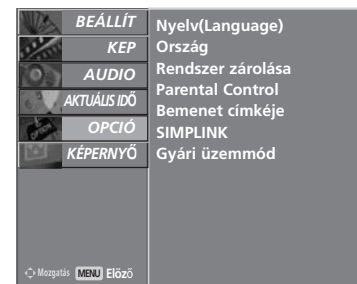 BEÁLLÍT
KEP
AUDIO
AKTUÁLIS IDŐ
OPCIÓ
KÉPERNYŐ
Nyelv(Language)
Ország
Rendszer zárolása
Parental Control
Bemenet címkéje
SIMPLINK
Gyári üzemmód
Mozgatás MENU Előző